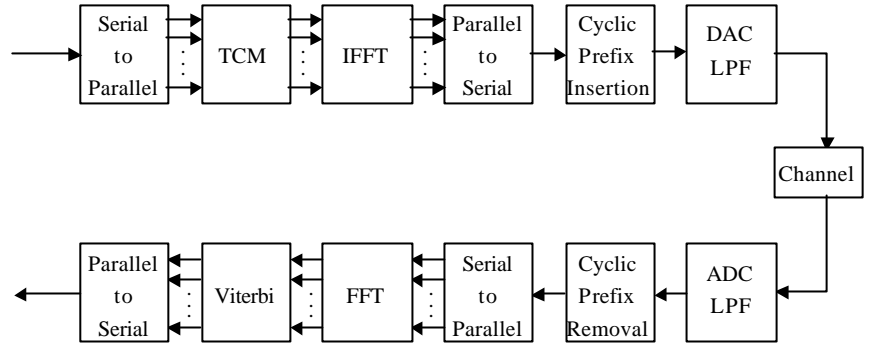 Serial
to
Parallel
TCM
IFFT
Parallel
to
Serial
Cyclic
Prefix
Insertion
DAC
LPF
Channel
Parallel
to
Serial
Viterbi
FFT
Serial
to
Parallel
Cyclic
Prefix
Removal
ADC
LPF